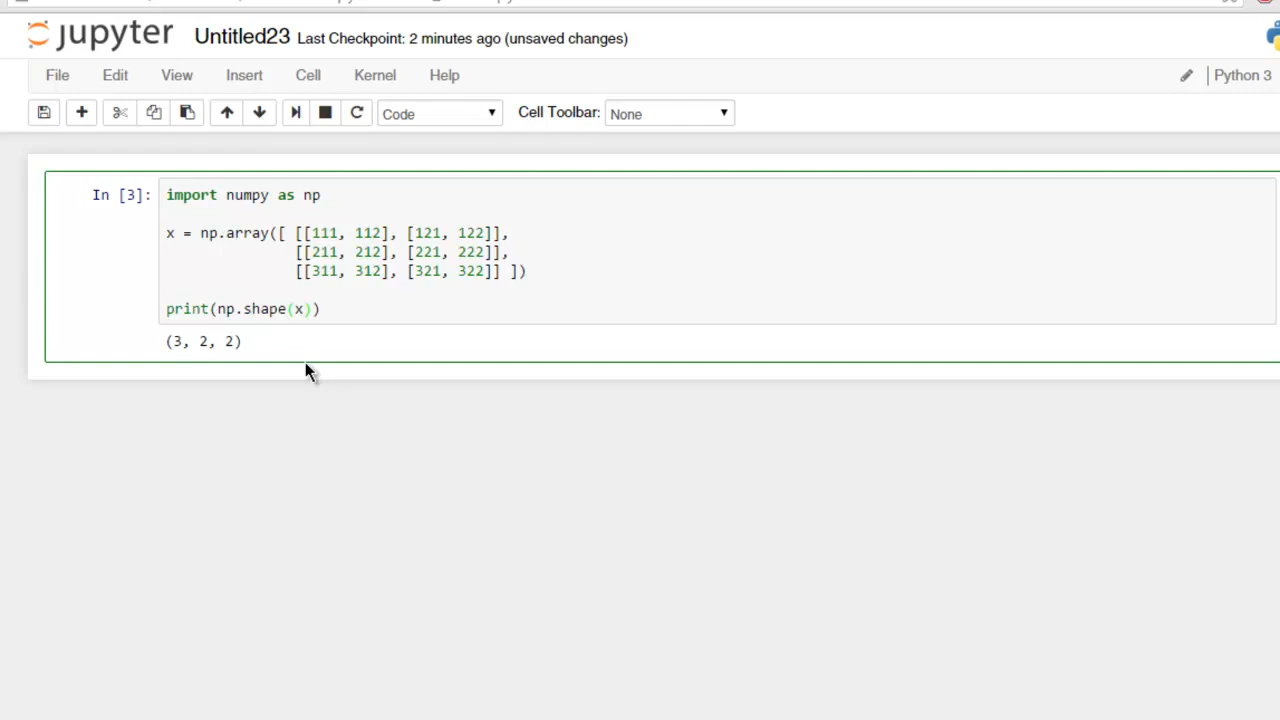 jupyter Untitled23 Last Checkpoint: 2 minutes ago (unsaved changes)
File Edit View Insert Cell Kernel Help Python 3
Code Cell Toolbar: None
In [3]: import numpy as np
x = np.array([ [[111, 112], [121, 122]],
[[211, 212], [221, 222]],
[[311, 312], [321, 322]] ])
print(np.shape(x))
(3, 2, 2)